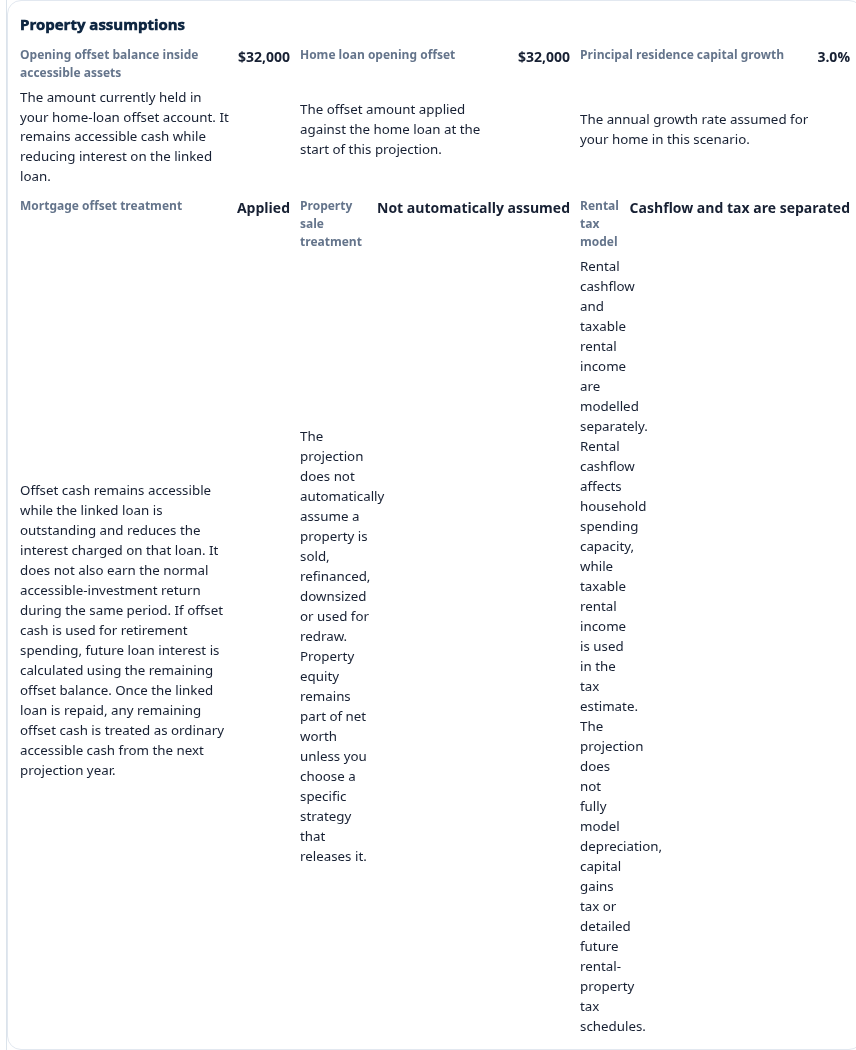 Property assumptions
Opening offset balance inside
accessible assets
$32,000
The amount currently held in
your home-loan offset account. It
remains accessible cash while
reducing interest on the linked
loan.
Home loan opening offset
$32,000
The offset amount applied
against the home loan at the
start of this projection.
Principal residence capital growth
3.0%
The annual growth rate assumed for
your home in this scenario.
Mortgage offset treatment
Applied
Offset cash remains accessible
while the linked loan is
outstanding and reduces the
interest charged on that loan. It
does not also earn the normal
accessible-investment return
during the same period. If offset
cash is used for retirement
spending, future loan interest is
calculated using the remaining
offset balance. Once the linked
loan is repaid, any remaining
offset cash is treated as ordinary
accessible cash from the next
projection year.
Property
sale
treatment
Not automatically assumed
The
projection
does not
automatically
assume a
property is
sold,
refinanced,
downsized
or used for
redraw.
Property
equity
remains
part of net
worth
unless you
choose a
specific
strategy
that
releases it.
Rental
tax
model
Cashflow and tax are separated
Rental
cashflow
and
taxable
rental
income
are
modelled
separately.
Rental
cashflow
affects
household
spending
capacity,
while
taxable
rental
income
is used
in the
tax
estimate.
The
projection
does
not
fully
model
depreciation,
capital
gains
tax or
detailed
future
rental-
property
tax
schedules.